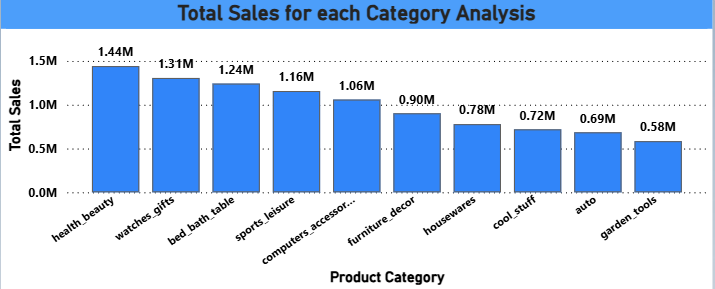 Total Sales for each Category Analysis
Total Sales
1.5M
1.0M
0.5M
0.0M
1.44M
1.31M
1.24M
1.16M
1.06M
0.90M
0.78M
0.72M
0.69M
0.58M
health_beauty
watches_gifts
bed_bath_table
sports_leisure
computers_accessor...
furniture_decor
housewares
cool_stuff
auto
garden_tools
Product Category